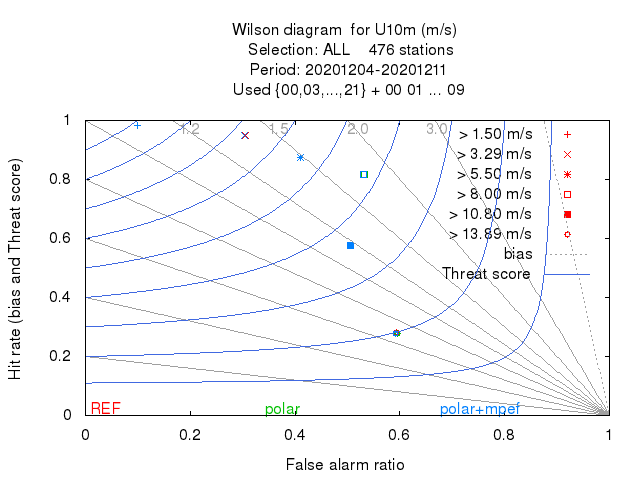 Wilson diagram for U10m (m/s)
Selection: ALL 476 stations
Period: 20201204-20201211
Used {00,03,...,21} + 00 01 ... 09
1 1.2 1.5 2.0 3.0
> 1.50 m/s
> 3.29 m/s
> 5.50 m/s
> 8.00 m/s
> 10.80 m/s
> 13.89 m/s
bias
Threat score
0.8
0.6
0.4
0.2
0
Hit rate (bias and Threat score)
REF polar polar+mpef
0 0.2 0.4 0.6 0.8 1
False alarm ratio